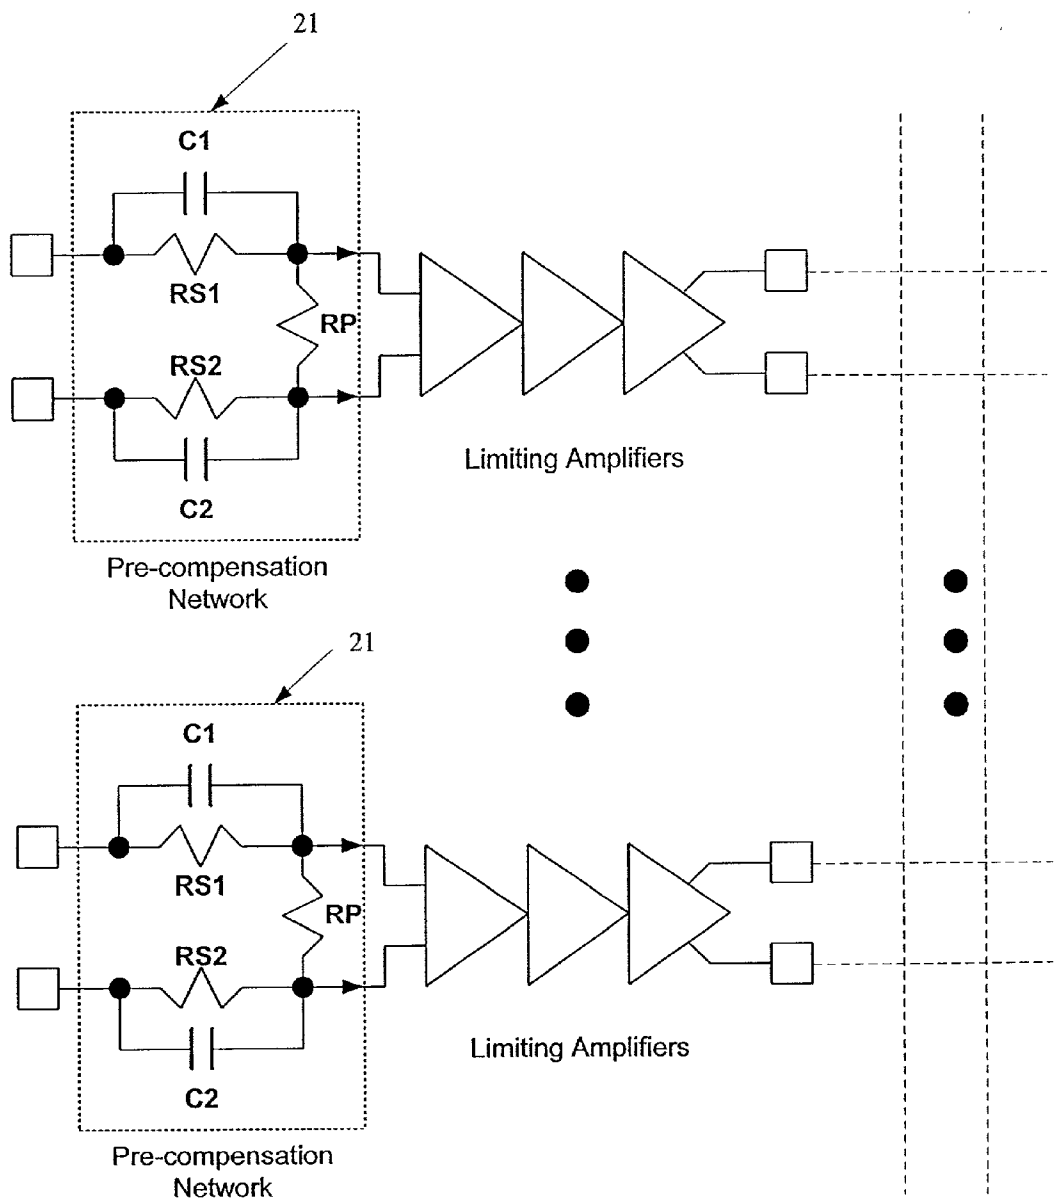 21
C1
RS1
RP
RS2
C2
Limiting Amplifiers
Pre-compensation
Network
21
C1
RS1
RP
RS2
C2
Limiting Amplifiers
Pre-compensation
Network